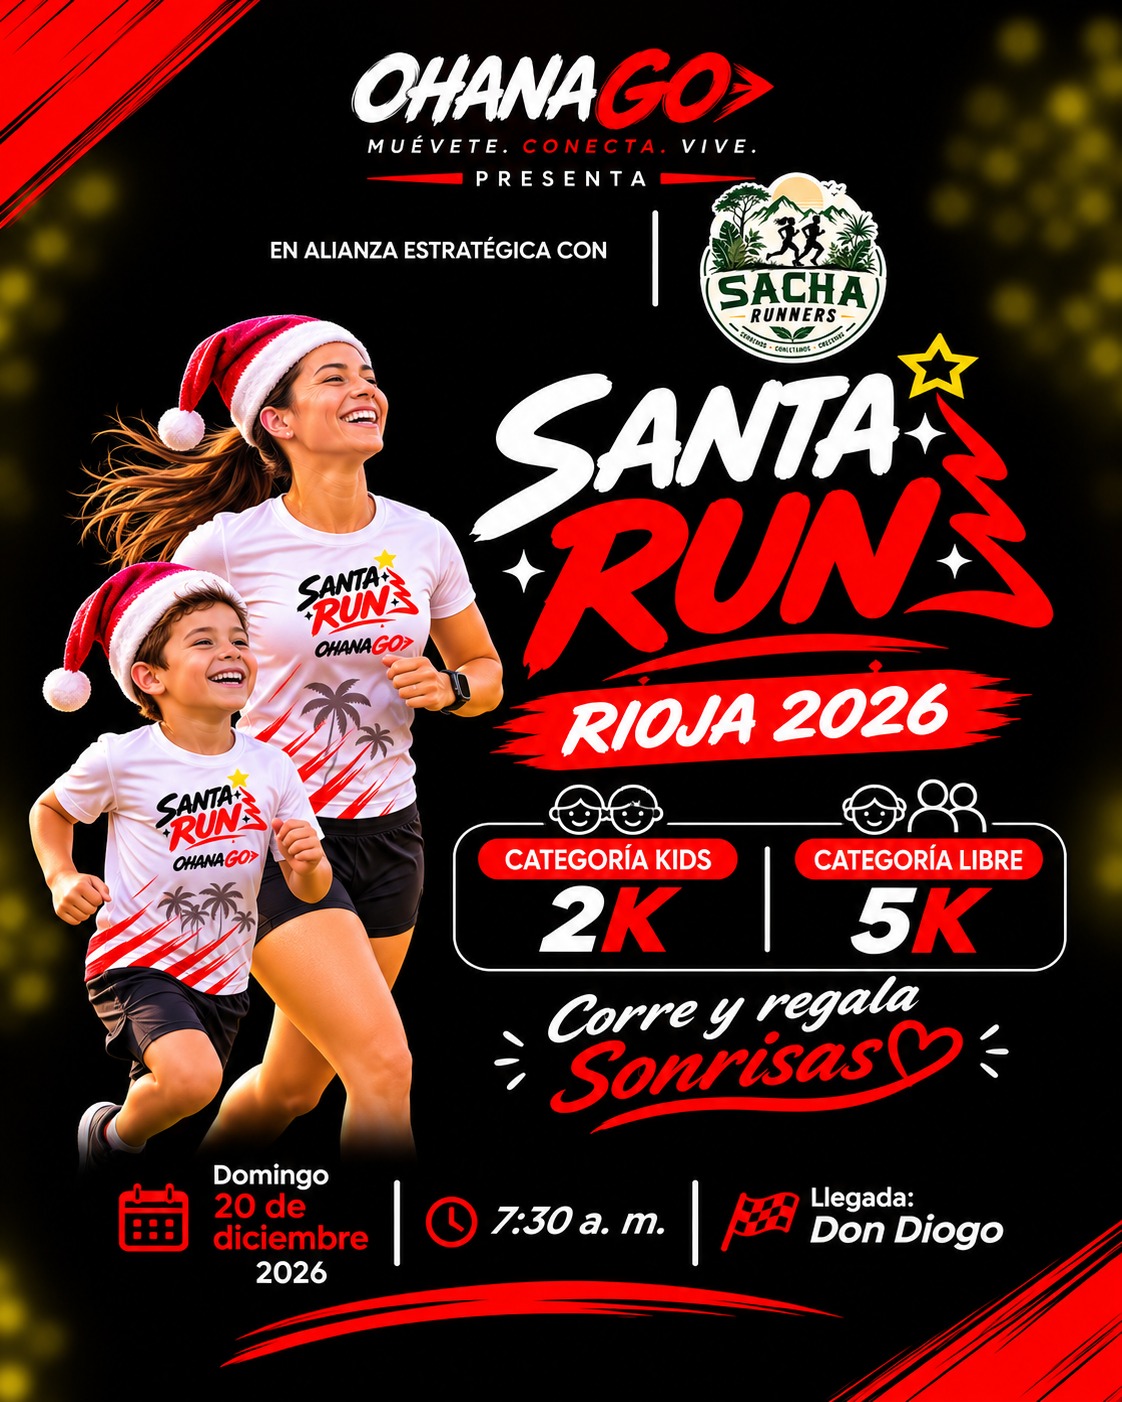 OHANAGO
MUÉVETE. CONECTA. VIVE.
PRESENTA
EN ALIANZA ESTRATÉGICA CON
SACHA
RUNNERS
SANTA
RUN
RIOJA 2026
SANTA
RUN
OHANAGO
SANTA
RUN
OHANAGO
CATEGORÍA KIDS
2K
CATEGORÍA LIBRE
5K
Corre y regala
Sonrisas
Domingo
20 de
diciembre
2026
7:30 a. m.
Llegada:
Don Diogo